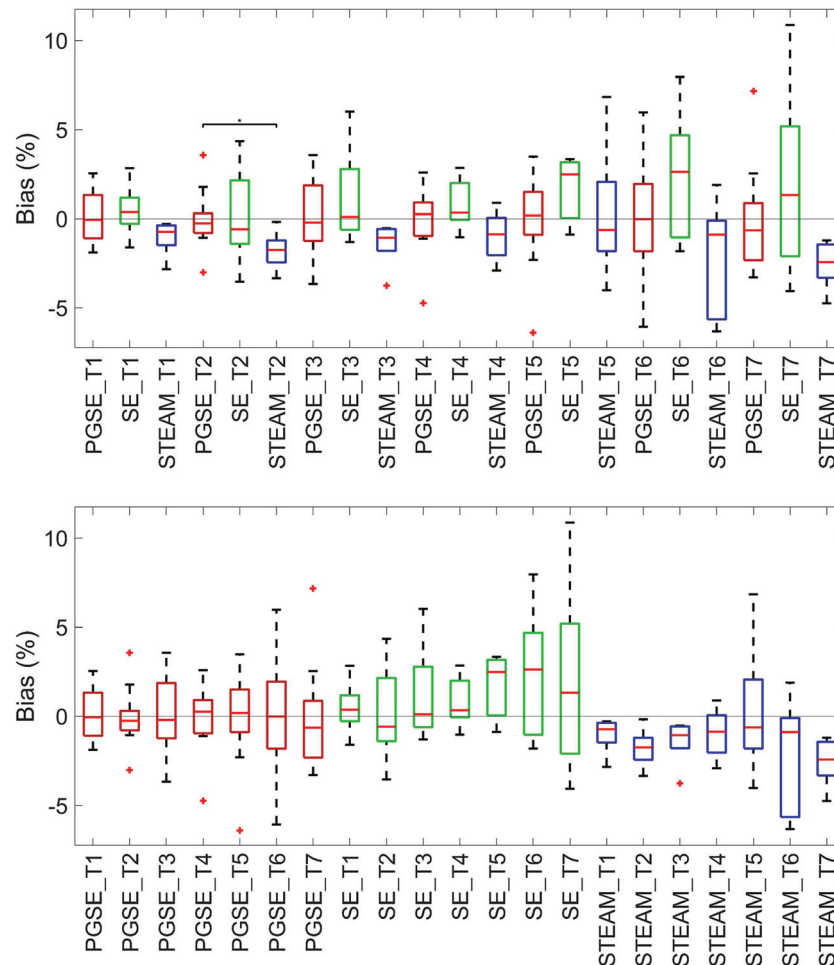 10
5
*
0
-5
Bias (%)
PGSE_T1
SE_T1
STEAM_T1
PGSE_T2
SE_T2
STEAM_T2
PGSE_T3
SE_T3
STEAM_T3
PGSE_T4
SE_T4
STEAM_T4
PGSE_T5
SE_T5
STEAM_T5
PGSE_T6
SE_T6
STEAM_T6
PGSE_T7
SE_T7
STEAM_T7
10
5
0
-5
Bias (%)
PGSE_T1
PGSE_T2
PGSE_T3
PGSE_T4
PGSE_T5
PGSE_T6
PGSE_T7
SE_T1
SE_T2
SE_T3
SE_T4
SE_T5
SE_T6
SE_T7
STEAM_T1
STEAM_T2
STEAM_T3
STEAM_T4
STEAM_T5
STEAM_T6
STEAM_T7